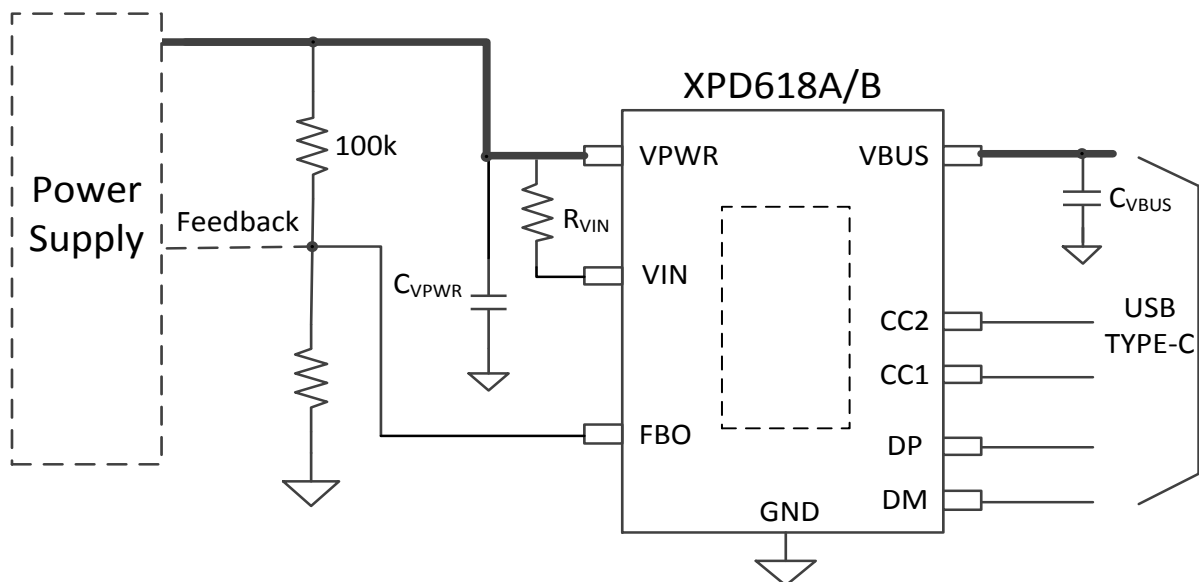 XPD618A/B
Power
Supply
100k
Feedback
VPWR
VBUS
RVIN
CVBUS
VIN
CVPWR
CC2
USB
TYPE-C
CC1
FBO
DP
DM
GND